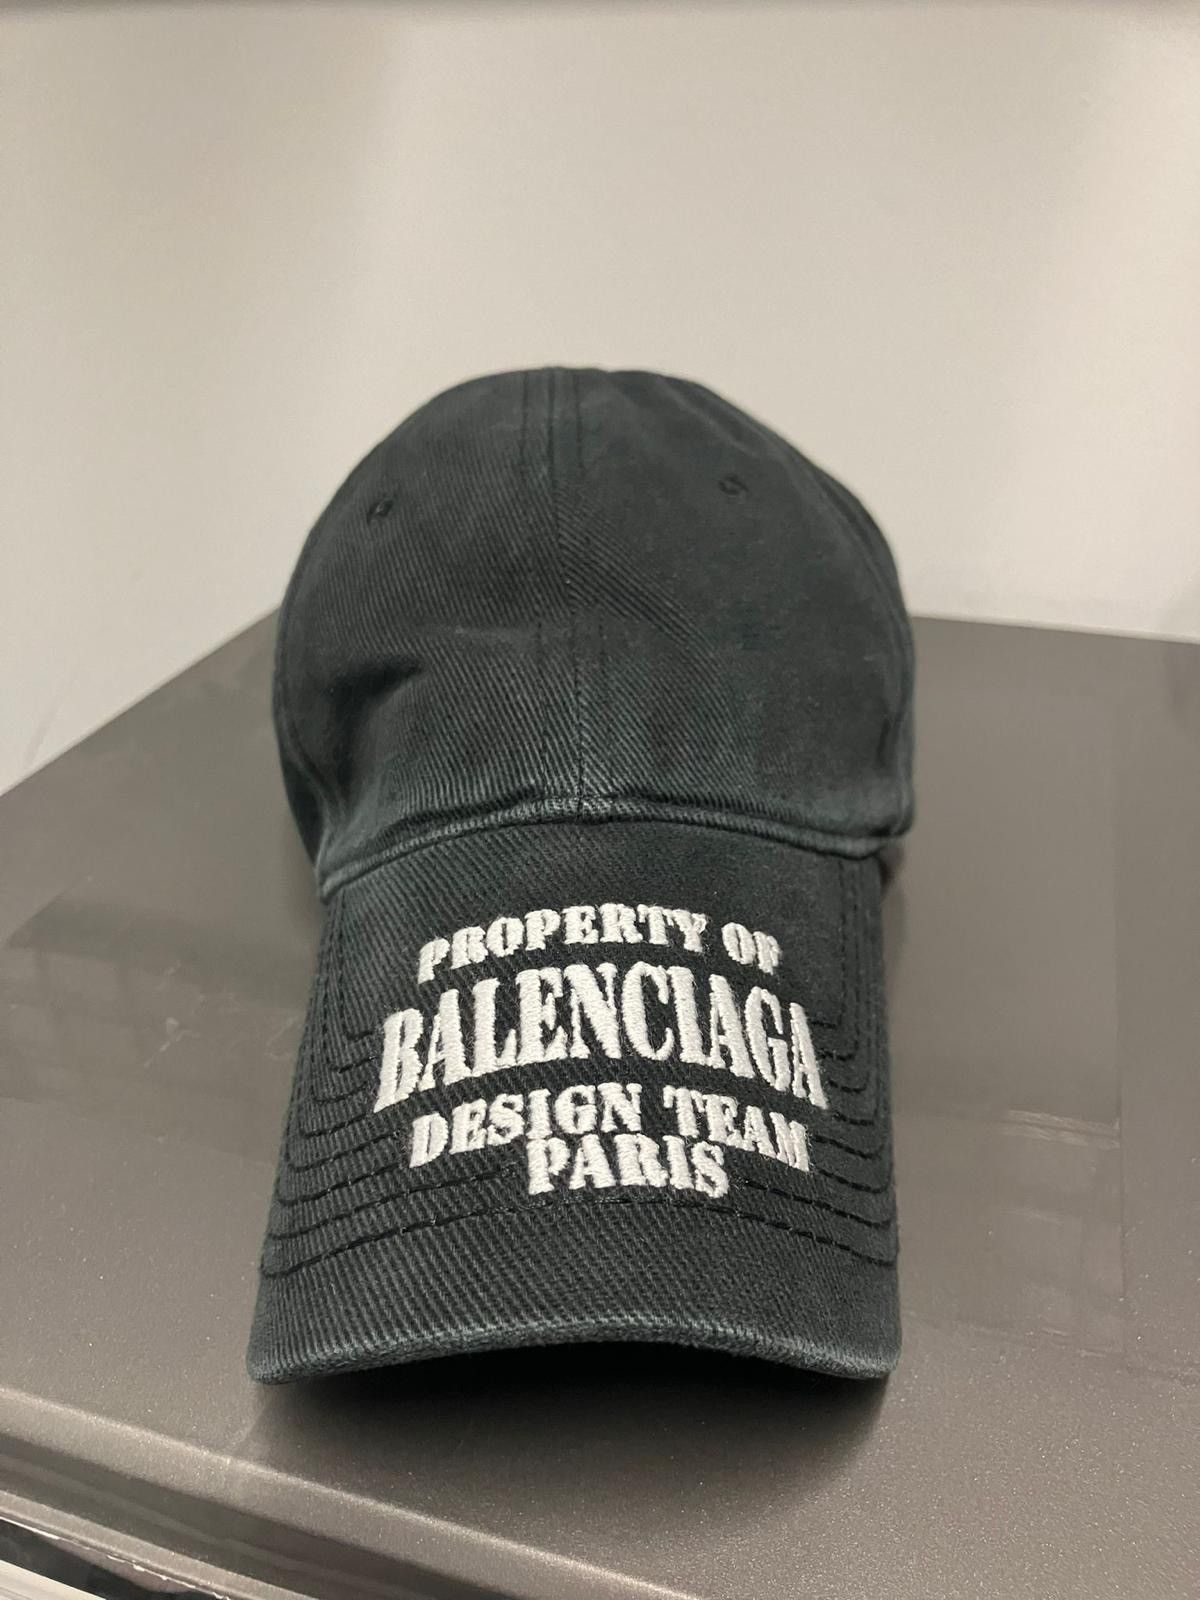 PROPERTY OF
BALENCIAGA
DESIGN TEAM
PARIS